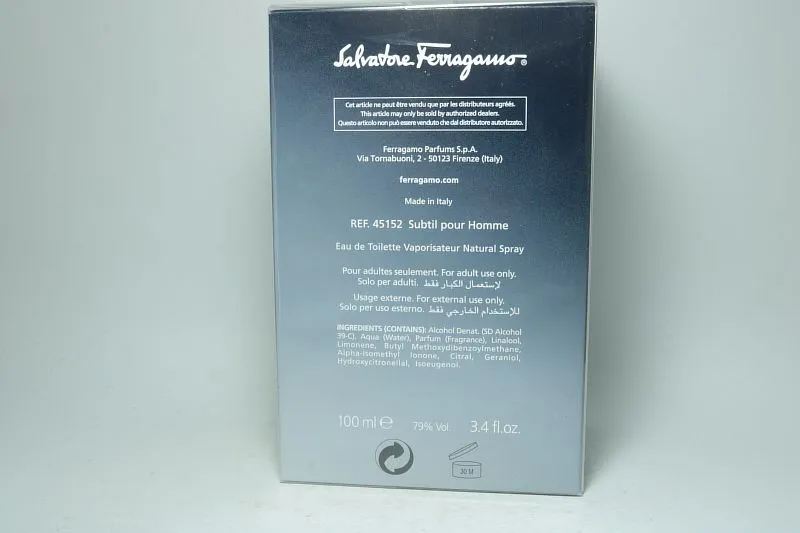 Salvatore Ferragamo®
Cet article ne peut être vendu que par les distributeurs agréés.
This article may only be sold by authorized dealers.
Questo articolo non può essere venduto che dal distributore autorizzato.
Ferragamo Parfums S.p.A.
Via Tornabuoni, 2 - 50123 Firenze (Italy)
ferragamo.com
Made in Italy
REF. 45152 Subtil pour Homme
Eau de Toilette Vaporisateur Natural Spray
Pour adultes seulement. For adult use only.
Solo per adulti. لإستعمال الكبار فقط
Usage externe. For external use only.
Solo per uso esterno. للإستخدام الخارجي فقط
INGREDIENTS (CONTAINS): Alcohol Denat. (SD Alcohol
39-C), Aqua (Water), Parfum (Fragrance), Linalool,
Limonene, Butyl Methoxydibenzoylmethane,
Alpha-Isomethyl Ionone, Citral, Geraniol,
Hydroxycitronellal, Isoeugenol.
100 ml ℮ 79% Vol 3.4 fl.oz.
30 M